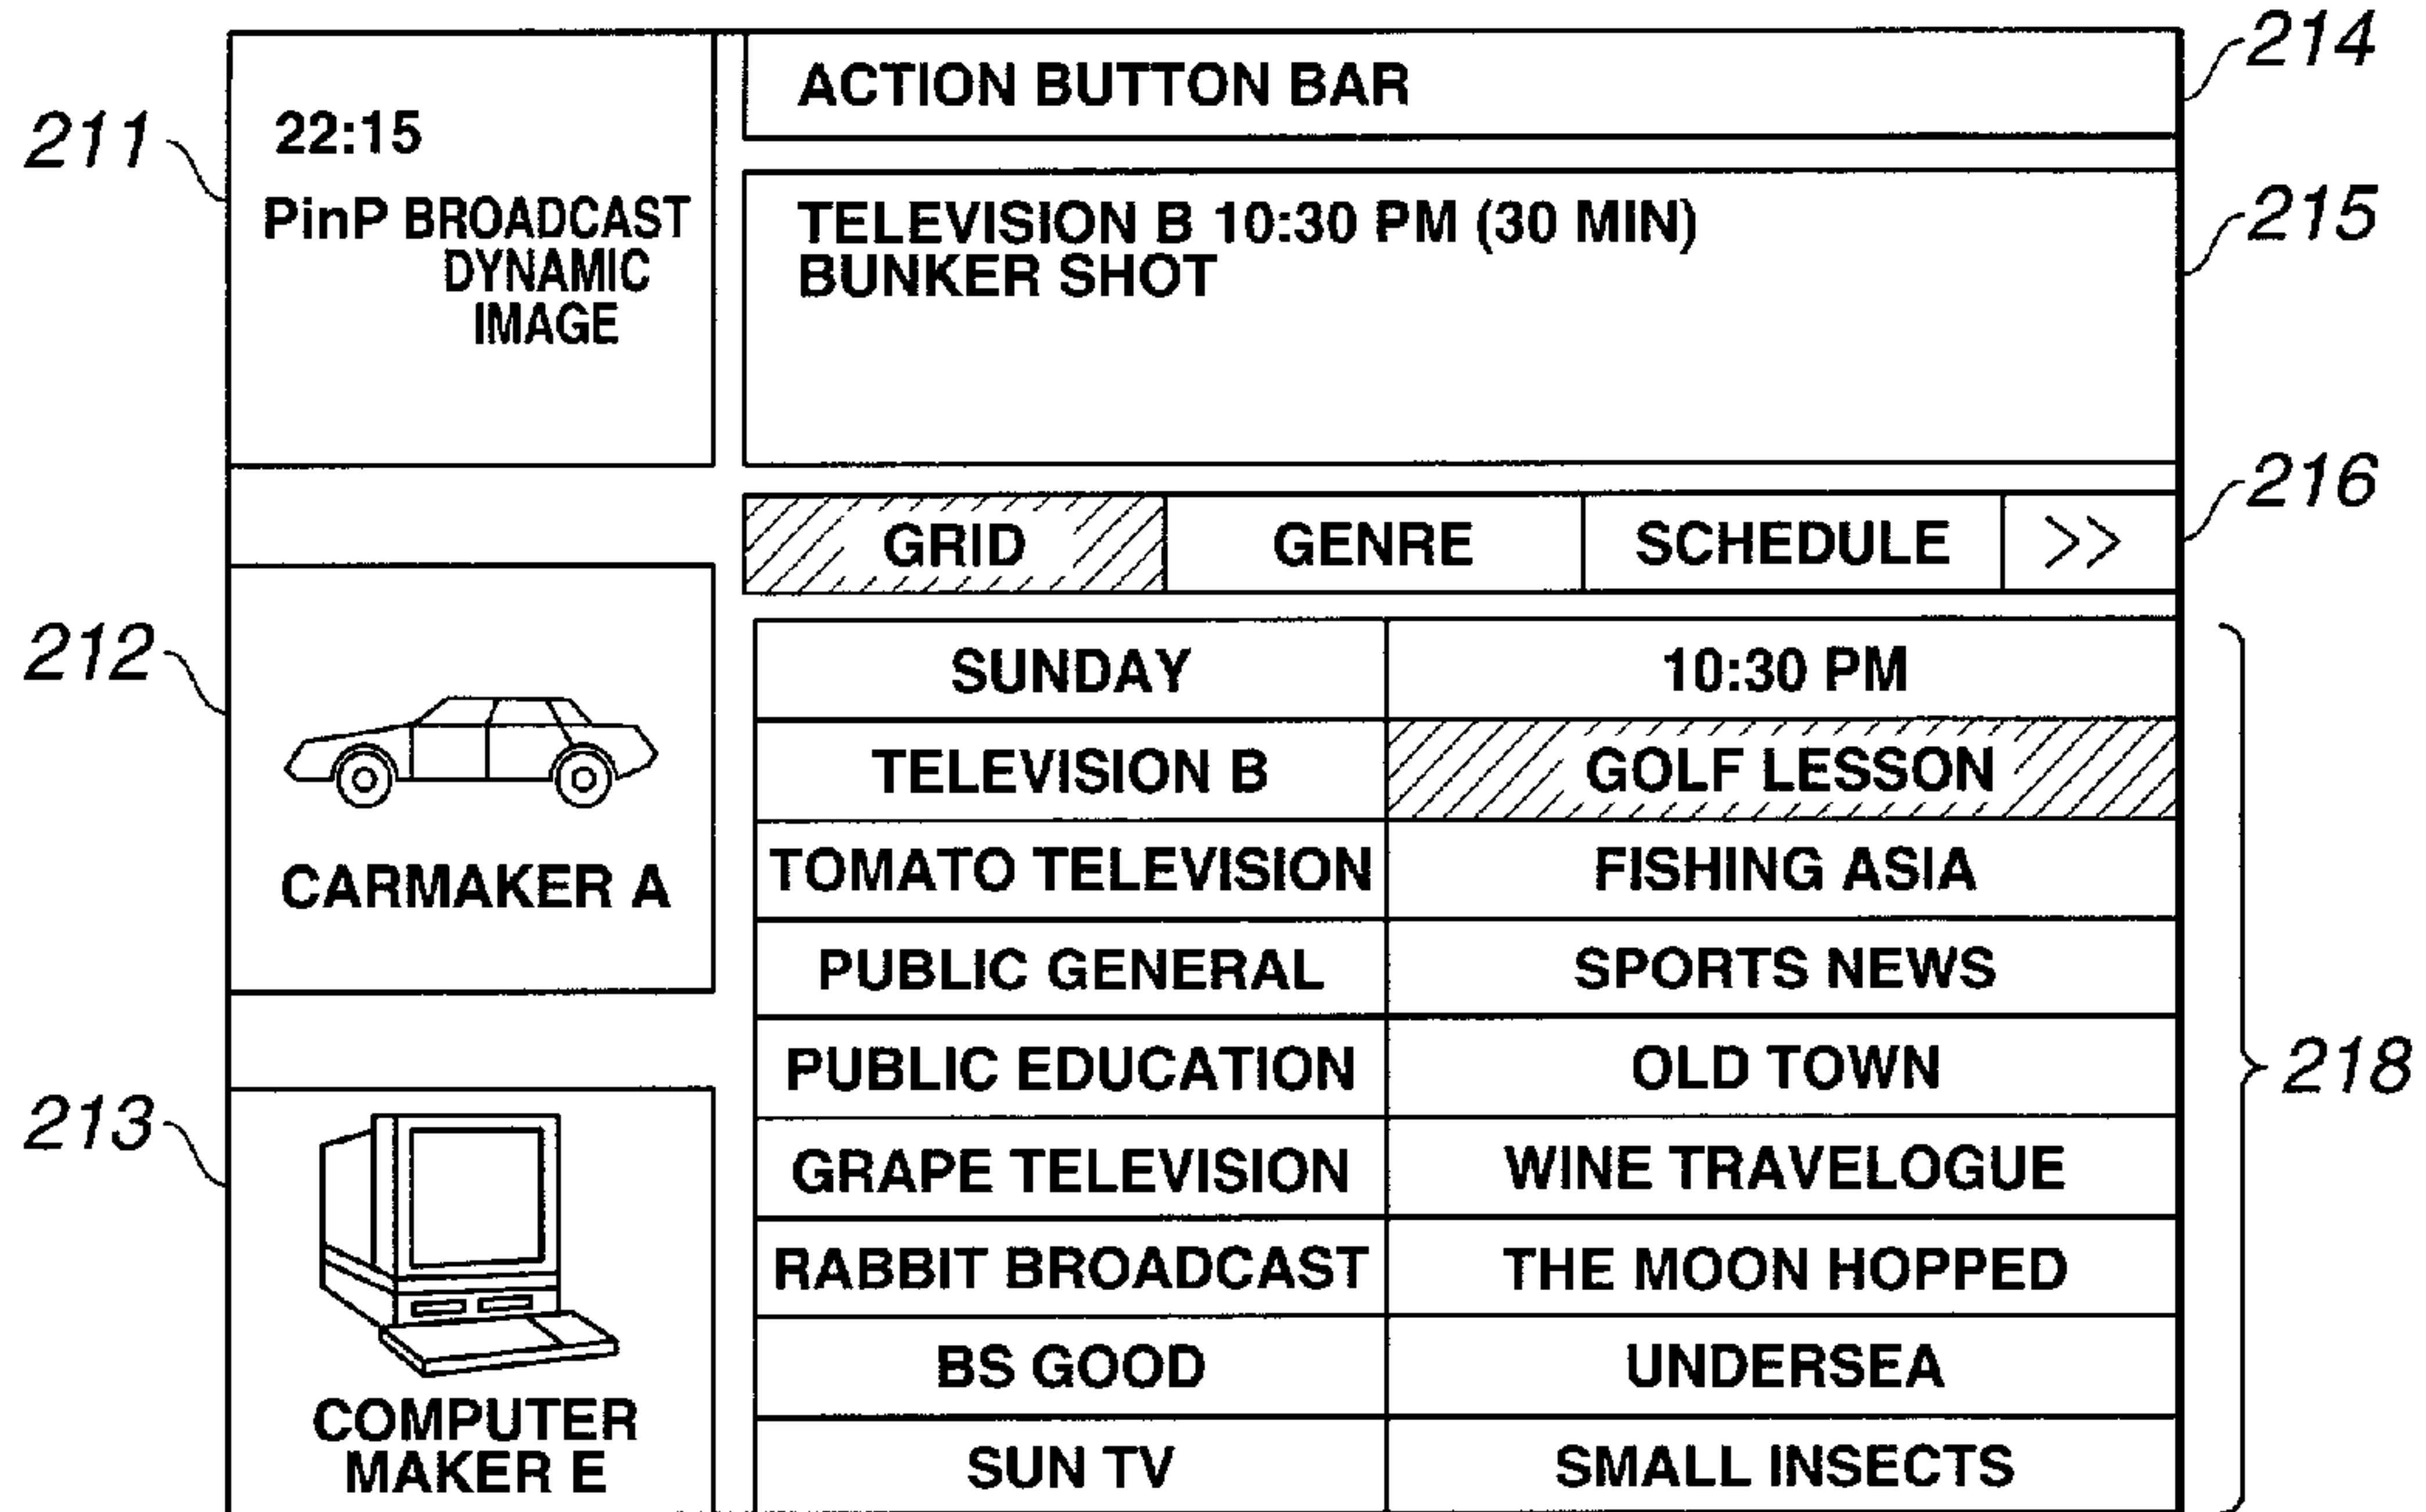 214
ACTION BUTTON BAR
211
22:15
PinP BROADCAST
DYNAMIC
IMAGE
215
TELEVISION B 10:30 PM (30 MIN)
BUNKER SHOT
216
GRID GENRE SCHEDULE >>
212
CARMAKER A
213
COMPUTER
MAKER E
SUNDAY 10:30 PM
TELEVISION B GOLF LESSON
TOMATO TELEVISION FISHING ASIA
PUBLIC GENERAL SPORTS NEWS
PUBLIC EDUCATION OLD TOWN
GRAPE TELEVISION WINE TRAVELOGUE
RABBIT BROADCAST THE MOON HOPPED
BS GOOD UNDERSEA
SUN TV SMALL INSECTS
218